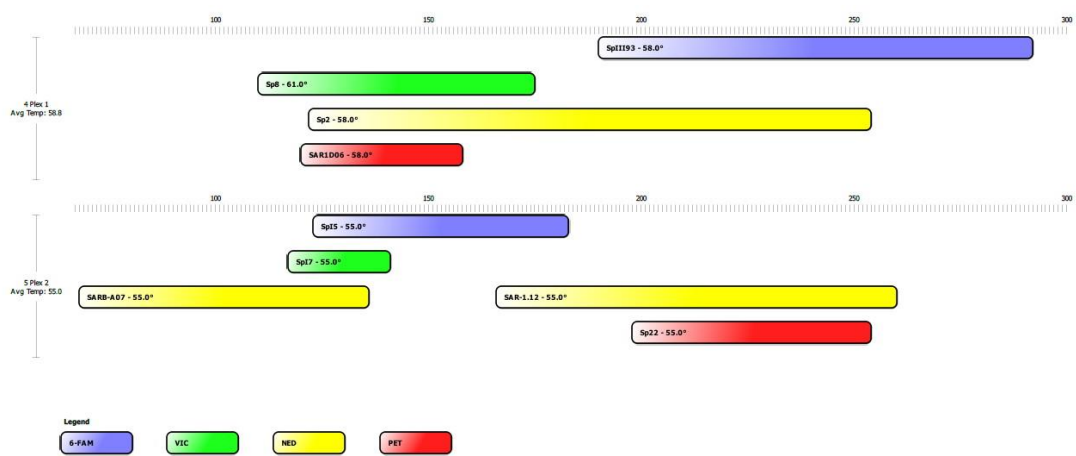 100 150 200 250 300
SpIII93 - 58.0°
Sp8 - 61.0°
4 Plex 1
Avg Temp: 58.8
Sp2 - 58.0°
SAR1D06 - 58.0°
100 150 200 250 300
SpI5 - 55.0°
SpI7 - 55.0°
5 Plex 2
Avg Temp: 55.0
SARB-A07 - 55.0° SAR-1.12 - 55.0°
Sp22 - 55.0°
Legend
6-FAM VIC NED PET